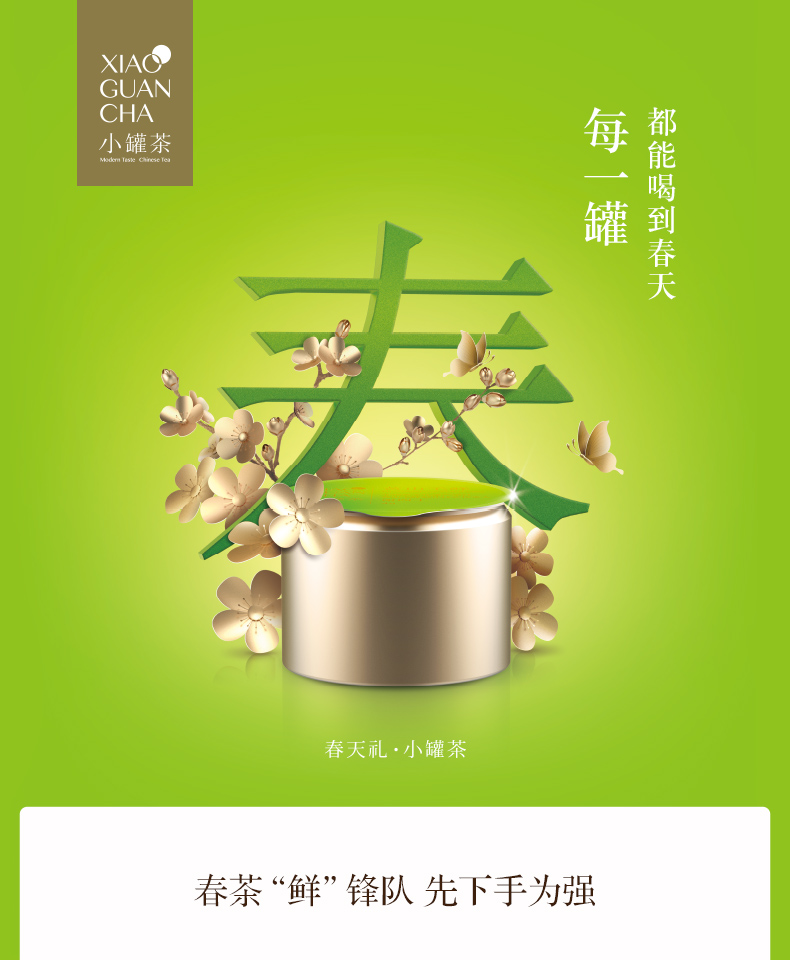 XIAO
GUAN
CHA
小罐茶
Modern Taste Chinese Tea
每一罐
都能喝到春天
春
春天礼·小罐茶
春茶“鲜”锋队 先下手为强